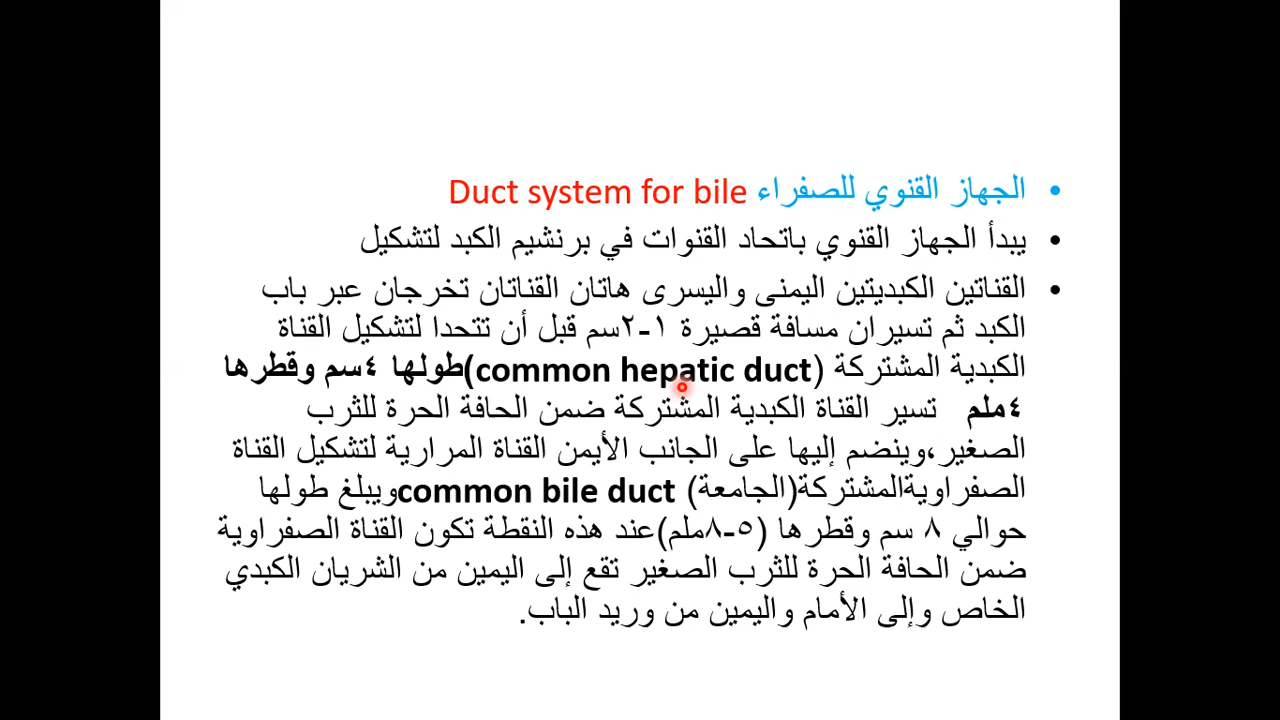 • الجهاز القنوي للصفراء Duct system for bile
• يبدأ الجهاز القنوي باتحاد القنوات في برنشيم الكبد لتشكيل
• القناتين الكبديتين اليمنى واليسرى هاتان القناتان تخرجان عبر باب
الكبد ثم تسيران مسافة قصيرة ١-٢سم قبل أن تتحدا لتشكيل القناة
الكبدية المشتركة (common hepatic duct)طولها ٤سم وقطرها
٤ملم تسير القناة الكبدية المشتركة ضمن الحافة الحرة للثرب
الصغير،وينضم إليها على الجانب الأيمن القناة المرارية لتشكيل القناة
الصفراويةالمشتركة(الجامعة) common bile ductويبلغ طولها
حوالي ٨ سم وقطرها (٥-٨ملم)عند هذه النقطة تكون القناة الصفراوية
ضمن الحافة الحرة للثرب الصغير تقع إلى اليمين من الشريان الكبدي
الخاص وإلى الأمام واليمين من وريد الباب.